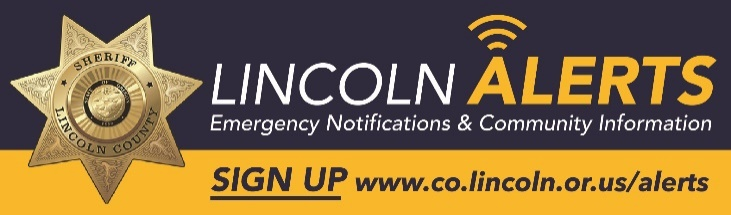 SHERIFF
LINCOLN COUNTY
LINCOLN ALERTS
Emergency Notifications & Community Information
SIGN UP www.co.lincoln.or.us/alerts